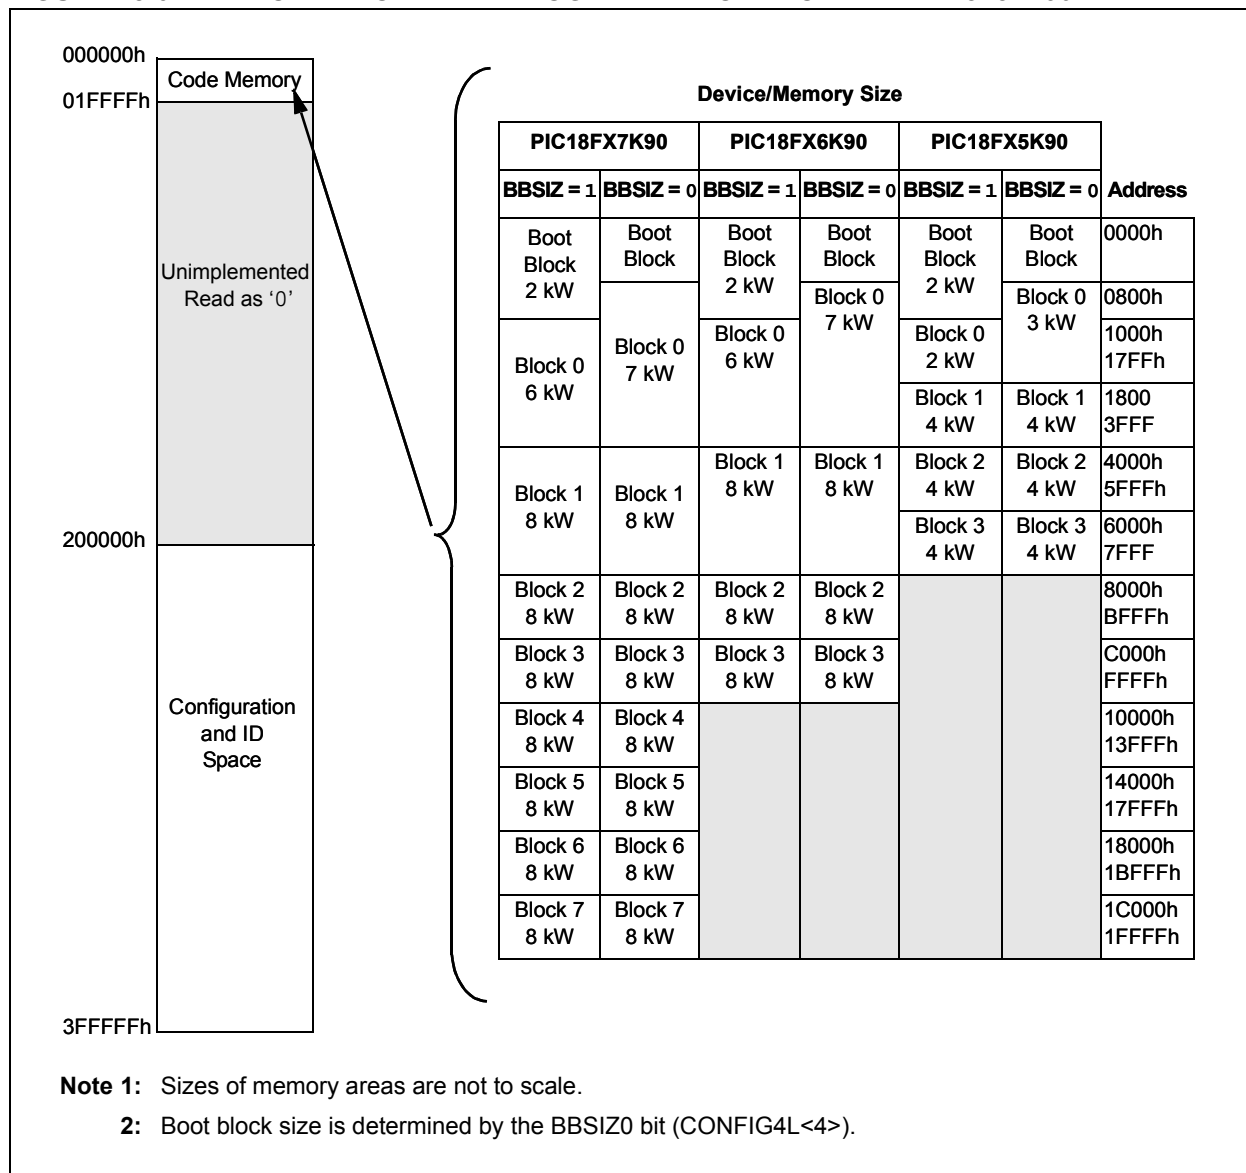 000000h
Code Memory
01FFFFh
Unimplemented
Read as ‘0’
200000h
Configuration
and ID
Space
3FFFFFh
Device/Memory Size
PIC18FX7K90 PIC18FX6K90 PIC18FX5K90
BBSIZ = 1 BBSIZ = 0 BBSIZ = 1 BBSIZ = 0 BBSIZ = 1 BBSIZ = 0 Address
Boot Boot Boot Boot Boot Boot 0000h
Block Block Block Block Block Block
2 kW 2 kW 2 kW
Block 0 Block 0 0800h
7 kW 3 kW
Block 0 Block 0 1000h
6 kW 2 kW 17FFh
Block 0 Block 0
6 kW 7 kW
Block 1 Block 1 1800
4 kW 4 kW 3FFF
Block 1 Block 1 Block 2 Block 2 4000h
8 kW 8 kW 4 kW 4 kW 5FFFh
Block 1 Block 1
8 kW 8 kW
Block 3 Block 3 6000h
4 kW 4 kW 7FFF
Block 2 Block 2 Block 2 Block 2 8000h
8 kW 8 kW 8 kW 8 kW BFFFh
Block 3 Block 3 Block 3 Block 3 C000h
8 kW 8 kW 8 kW 8 kW FFFFh
Block 4 Block 4 10000h
8 kW 8 kW 13FFFh
Block 5 Block 5 14000h
8 kW 8 kW 17FFFh
Block 6 Block 6 18000h
8 kW 8 kW 1BFFFh
Block 7 Block 7 1C000h
8 kW 8 kW 1FFFFh
Note 1: Sizes of memory areas are not to scale.
2: Boot block size is determined by the BBSIZ0 bit (CONFIG4L<4>).